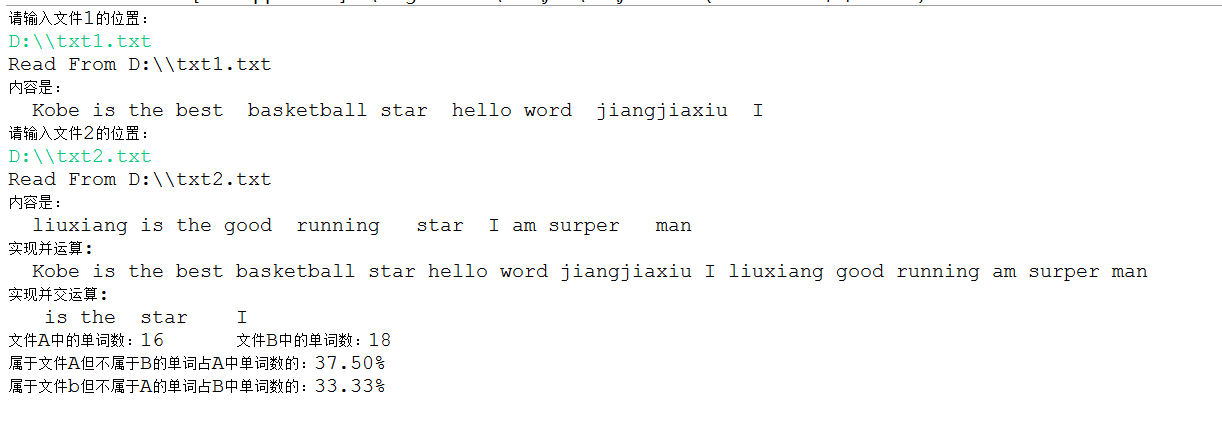 请输入文件1的位置:
D:\\txt1.txt
Read From D:\\txt1.txt
内容是:
  Kobe is the best  basketball star  hello word  jiangjiaxiu  I
请输入文件2的位置:
D:\\txt2.txt
Read From D:\\txt2.txt
内容是:
  liuxiang is the good  running   star  I am surper   man
实现并运算:
  Kobe is the best basketball star hello word jiangjiaxiu I liuxiang good running am surper man
实现并交运算:
   is the  star    I
文件A中的单词数: 16      文件B中的单词数: 18
属于文件A但不属于B的单词占A中单词数的: 37.50%
属于文件b但不属于A的单词占B中单词数的: 33.33%